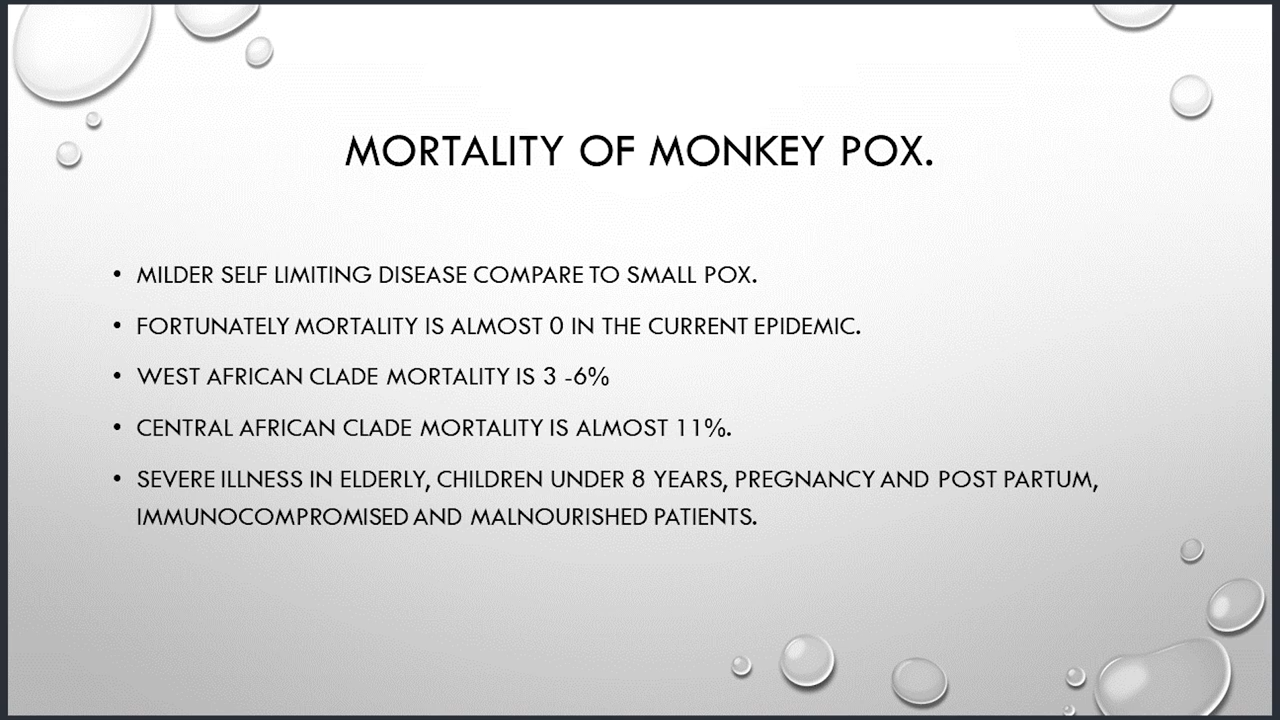 MORTALITY OF MONKEY POX.
• MILDER SELF LIMITING DISEASE COMPARE TO SMALL POX.
• FORTUNATELY MORTALITY IS ALMOST 0 IN THE CURRENT EPIDEMIC.
• WEST AFRICAN CLADE MORTALITY IS 3 -6%
• CENTRAL AFRICAN CLADE MORTALITY IS ALMOST 11%.
• SEVERE ILLNESS IN ELDERLY, CHILDREN UNDER 8 YEARS, PREGNANCY AND POST PARTUM,
IMMUNOCOMPROMISED AND MALNOURISHED PATIENTS.